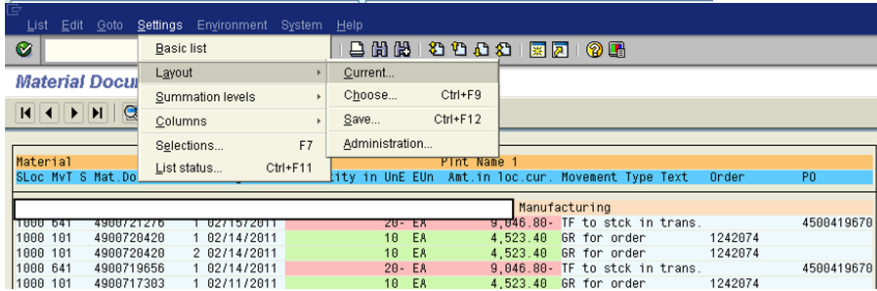 List Edit Goto Settings Environment System Help
Basic list
Material Docu
Layout
Current...
Summation levels
Choose... Ctrl+F9
Columns
Save... Ctrl+F12
Selections... F7
Administration...
List status... Ctrl+F11
Material Plnt Name 1
SLoc MvT S Mat.Do tity in UnE EUn Amt.in loc.cur. Movement Type Text Order PO
Manufacturing
1000 641 4900721276 1 02/15/2011 20- EA 9,046.80- TF to stck in trans. 4500419670
1000 101 4900720420 1 02/14/2011 10 EA 4,523.40 GR for order 1242074
1000 101 4900720420 2 02/14/2011 10 EA 4,523.40 GR for order 1242074
1000 641 4900719656 1 02/14/2011 20- EA 9,046.80- TF to stck in trans. 4500419670
1000 101 4900717303 1 02/11/2011 10 EA 4,523.40 GR for order 1242074